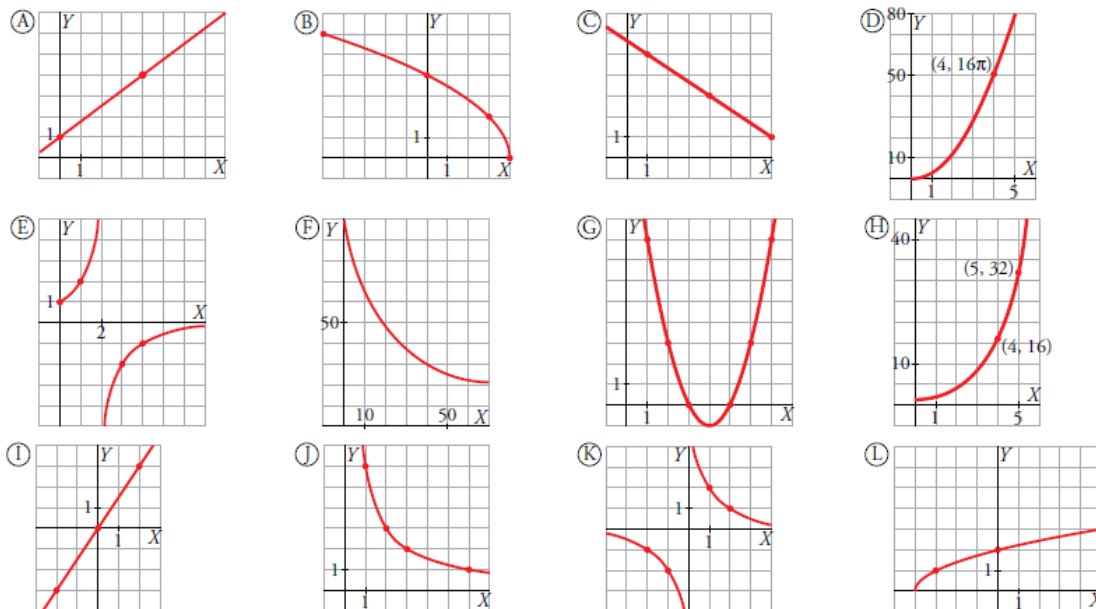 Ⓐ Y 1 1 X
Ⓑ Y 1 1 X
Ⓒ Y 1 1 X
Ⓓ 80 Y 50 (4, 16π) 10 1 5 X
Ⓔ Y 1 2 X
Ⓕ Y 50 10 50 X
Ⓖ Y 1 1 X
Ⓗ Y 40 (5, 32) (4, 16) 10 1 5 X
Ⓘ Y 1 1 X
Ⓙ Y 1 1 X
Ⓚ Y 1 1 X
Ⓛ Y 1 1 X